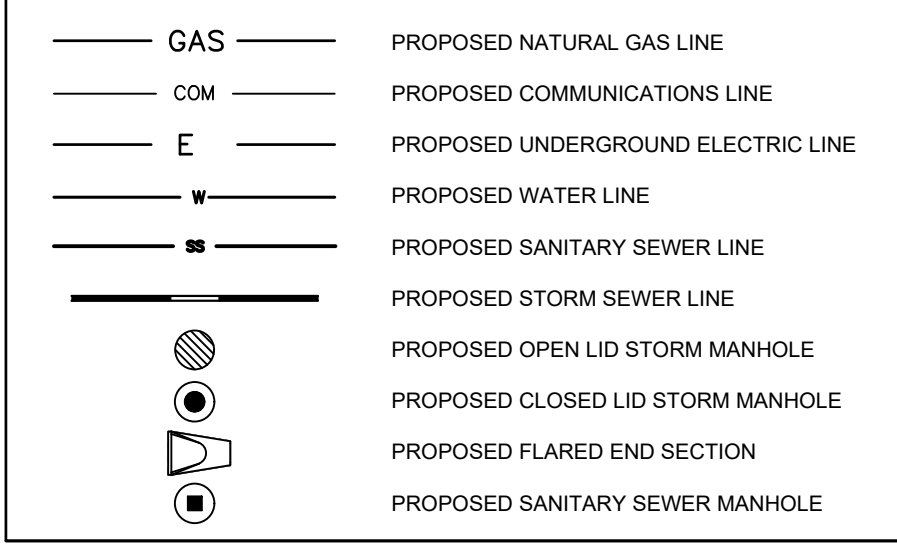 GAS PROPOSED NATURAL GAS LINE
COM PROPOSED COMMUNICATIONS LINE
E PROPOSED UNDERGROUND ELECTRIC LINE
W PROPOSED WATER LINE
SS PROPOSED SANITARY SEWER LINE
PROPOSED STORM SEWER LINE
PROPOSED OPEN LID STORM MANHOLE
PROPOSED CLOSED LID STORM MANHOLE
PROPOSED FLARED END SECTION
PROPOSED SANITARY SEWER MANHOLE